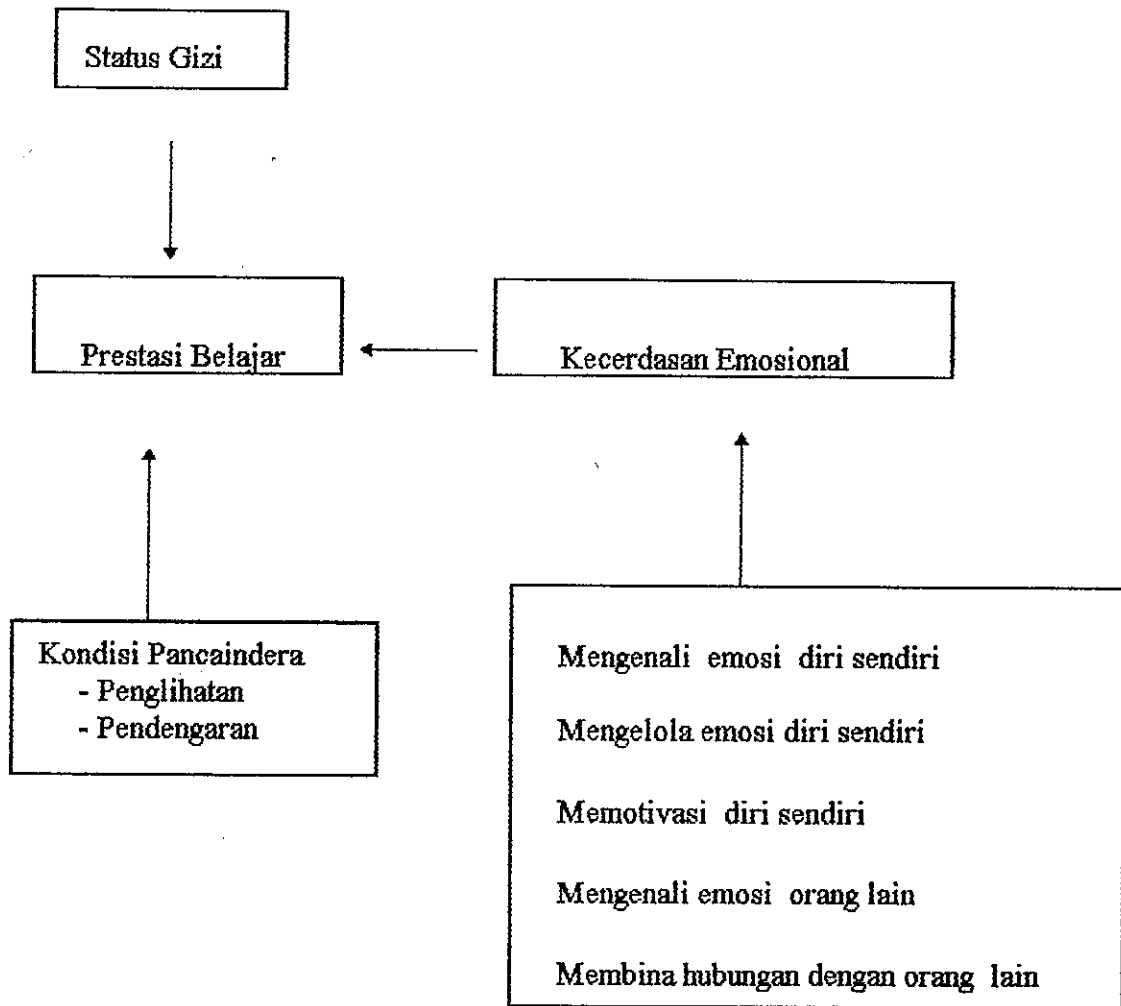 Status Gizi
Prestasi Belajar
Kecerdasan Emosional
Kondisi Pancaindera
- Penglihatan
- Pendengaran
Mengenali emosi diri sendiri
Mengelola emosi diri sendiri
Memotivasi diri sendiri
Mengenali emosi orang lain
Membina hubungan dengan orang lain